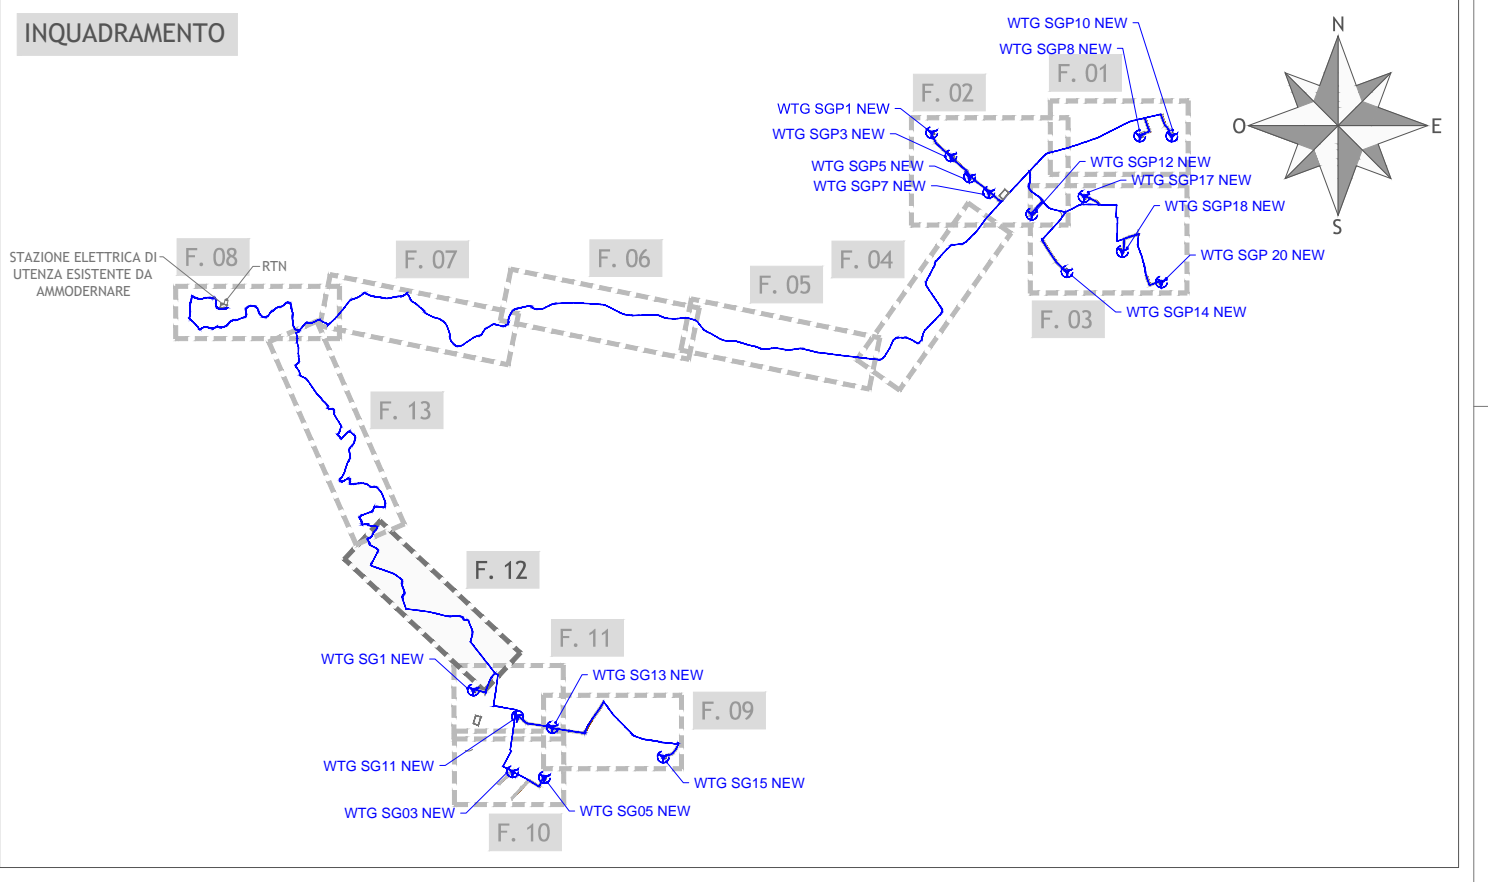 INQUADRAMENTO
WTG SGP10 NEW
WTG SGP8 NEW
F. 01
F. 02
N
WTG SGP1 NEW
WTG SGP3 NEW
O
E
WTG SGP5 NEW
WTG SGP7 NEW
WTG SGP12 NEW
WTG SGP17 NEW
WTG SGP18 NEW
S
WTG SGP 20 NEW
STAZIONE ELETTRICA DI
UTENZA ESISTENTE DA
AMMODERNARE
F. 08
RTN
F. 07
F. 06
F. 05
F. 04
WTG SGP14 NEW
F. 03
F. 13
F. 12
F. 11
WTG SG1 NEW
WTG SG13 NEW
F. 09
WTG SG11 NEW
WTG SG15 NEW
WTG SG03 NEW
WTG SG05 NEW
F. 10